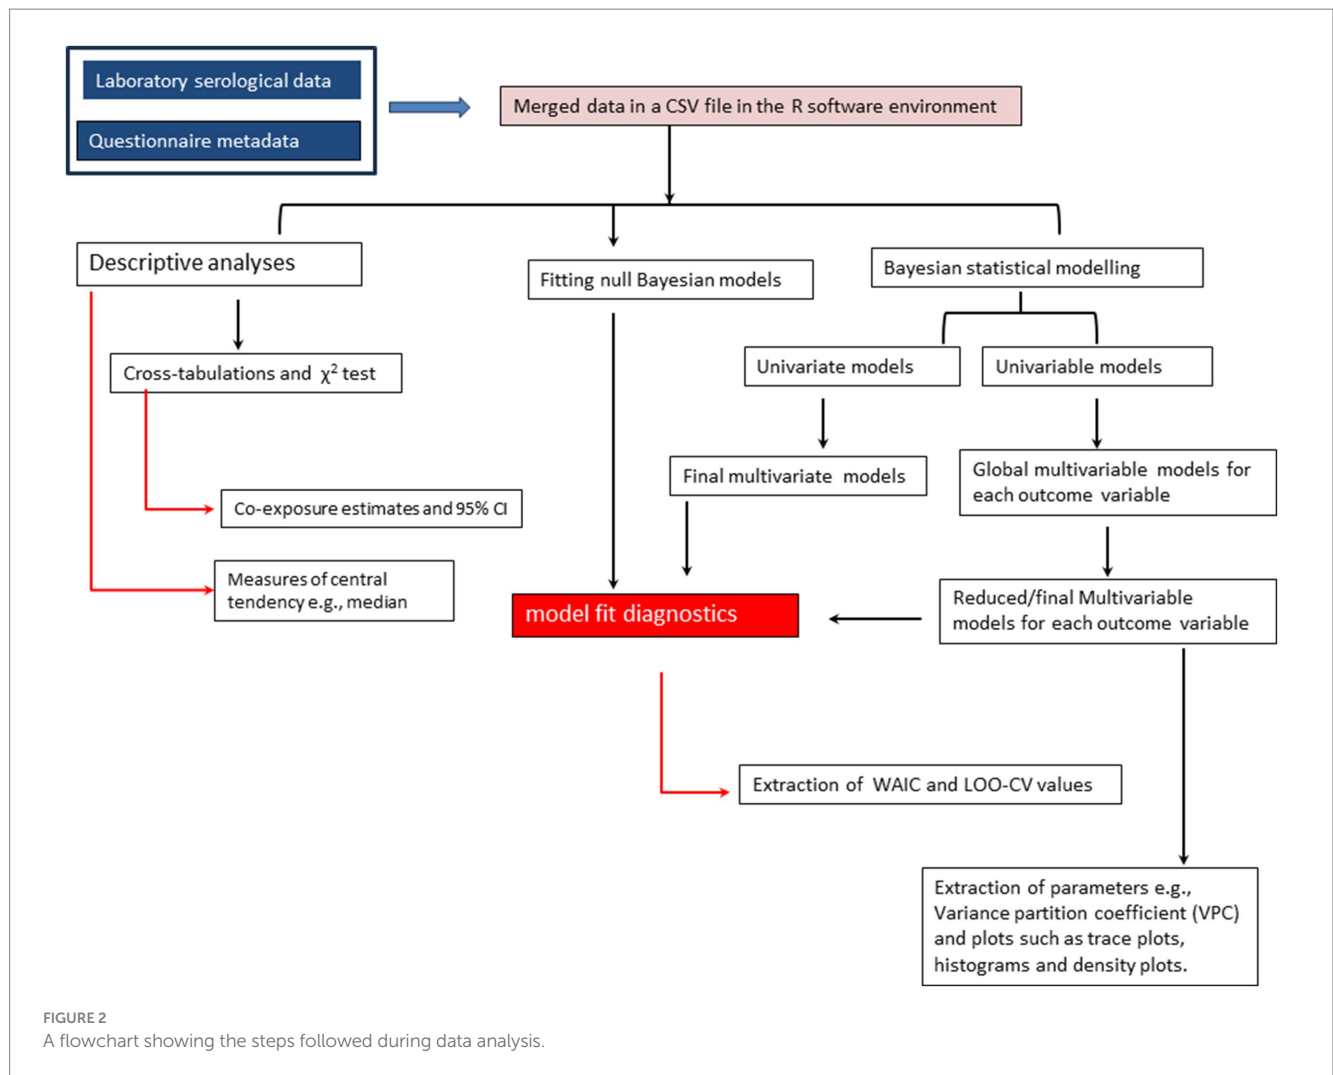 Laboratory serological data
Questionnaire metadata
Merged data in a CSV file in the R software environment
Descriptive analyses
Fitting null Bayesian models
Bayesian statistical modelling
Cross-tabulations and χ² test
Univariate models
Univariable models
Final multivariate models
Global multivariable models for
each outcome variable
Co-exposure estimates and 95% CI
Measures of central
tendency e.g., median
model fit diagnostics
Reduced/final Multivariable
models for each outcome variable
Extraction of WAIC and LOO-CV values
Extraction of parameters e.g.,
Variance partition coefficient (VPC)
and plots such as trace plots,
histograms and density plots.
FIGURE 2
A flowchart showing the steps followed during data analysis.